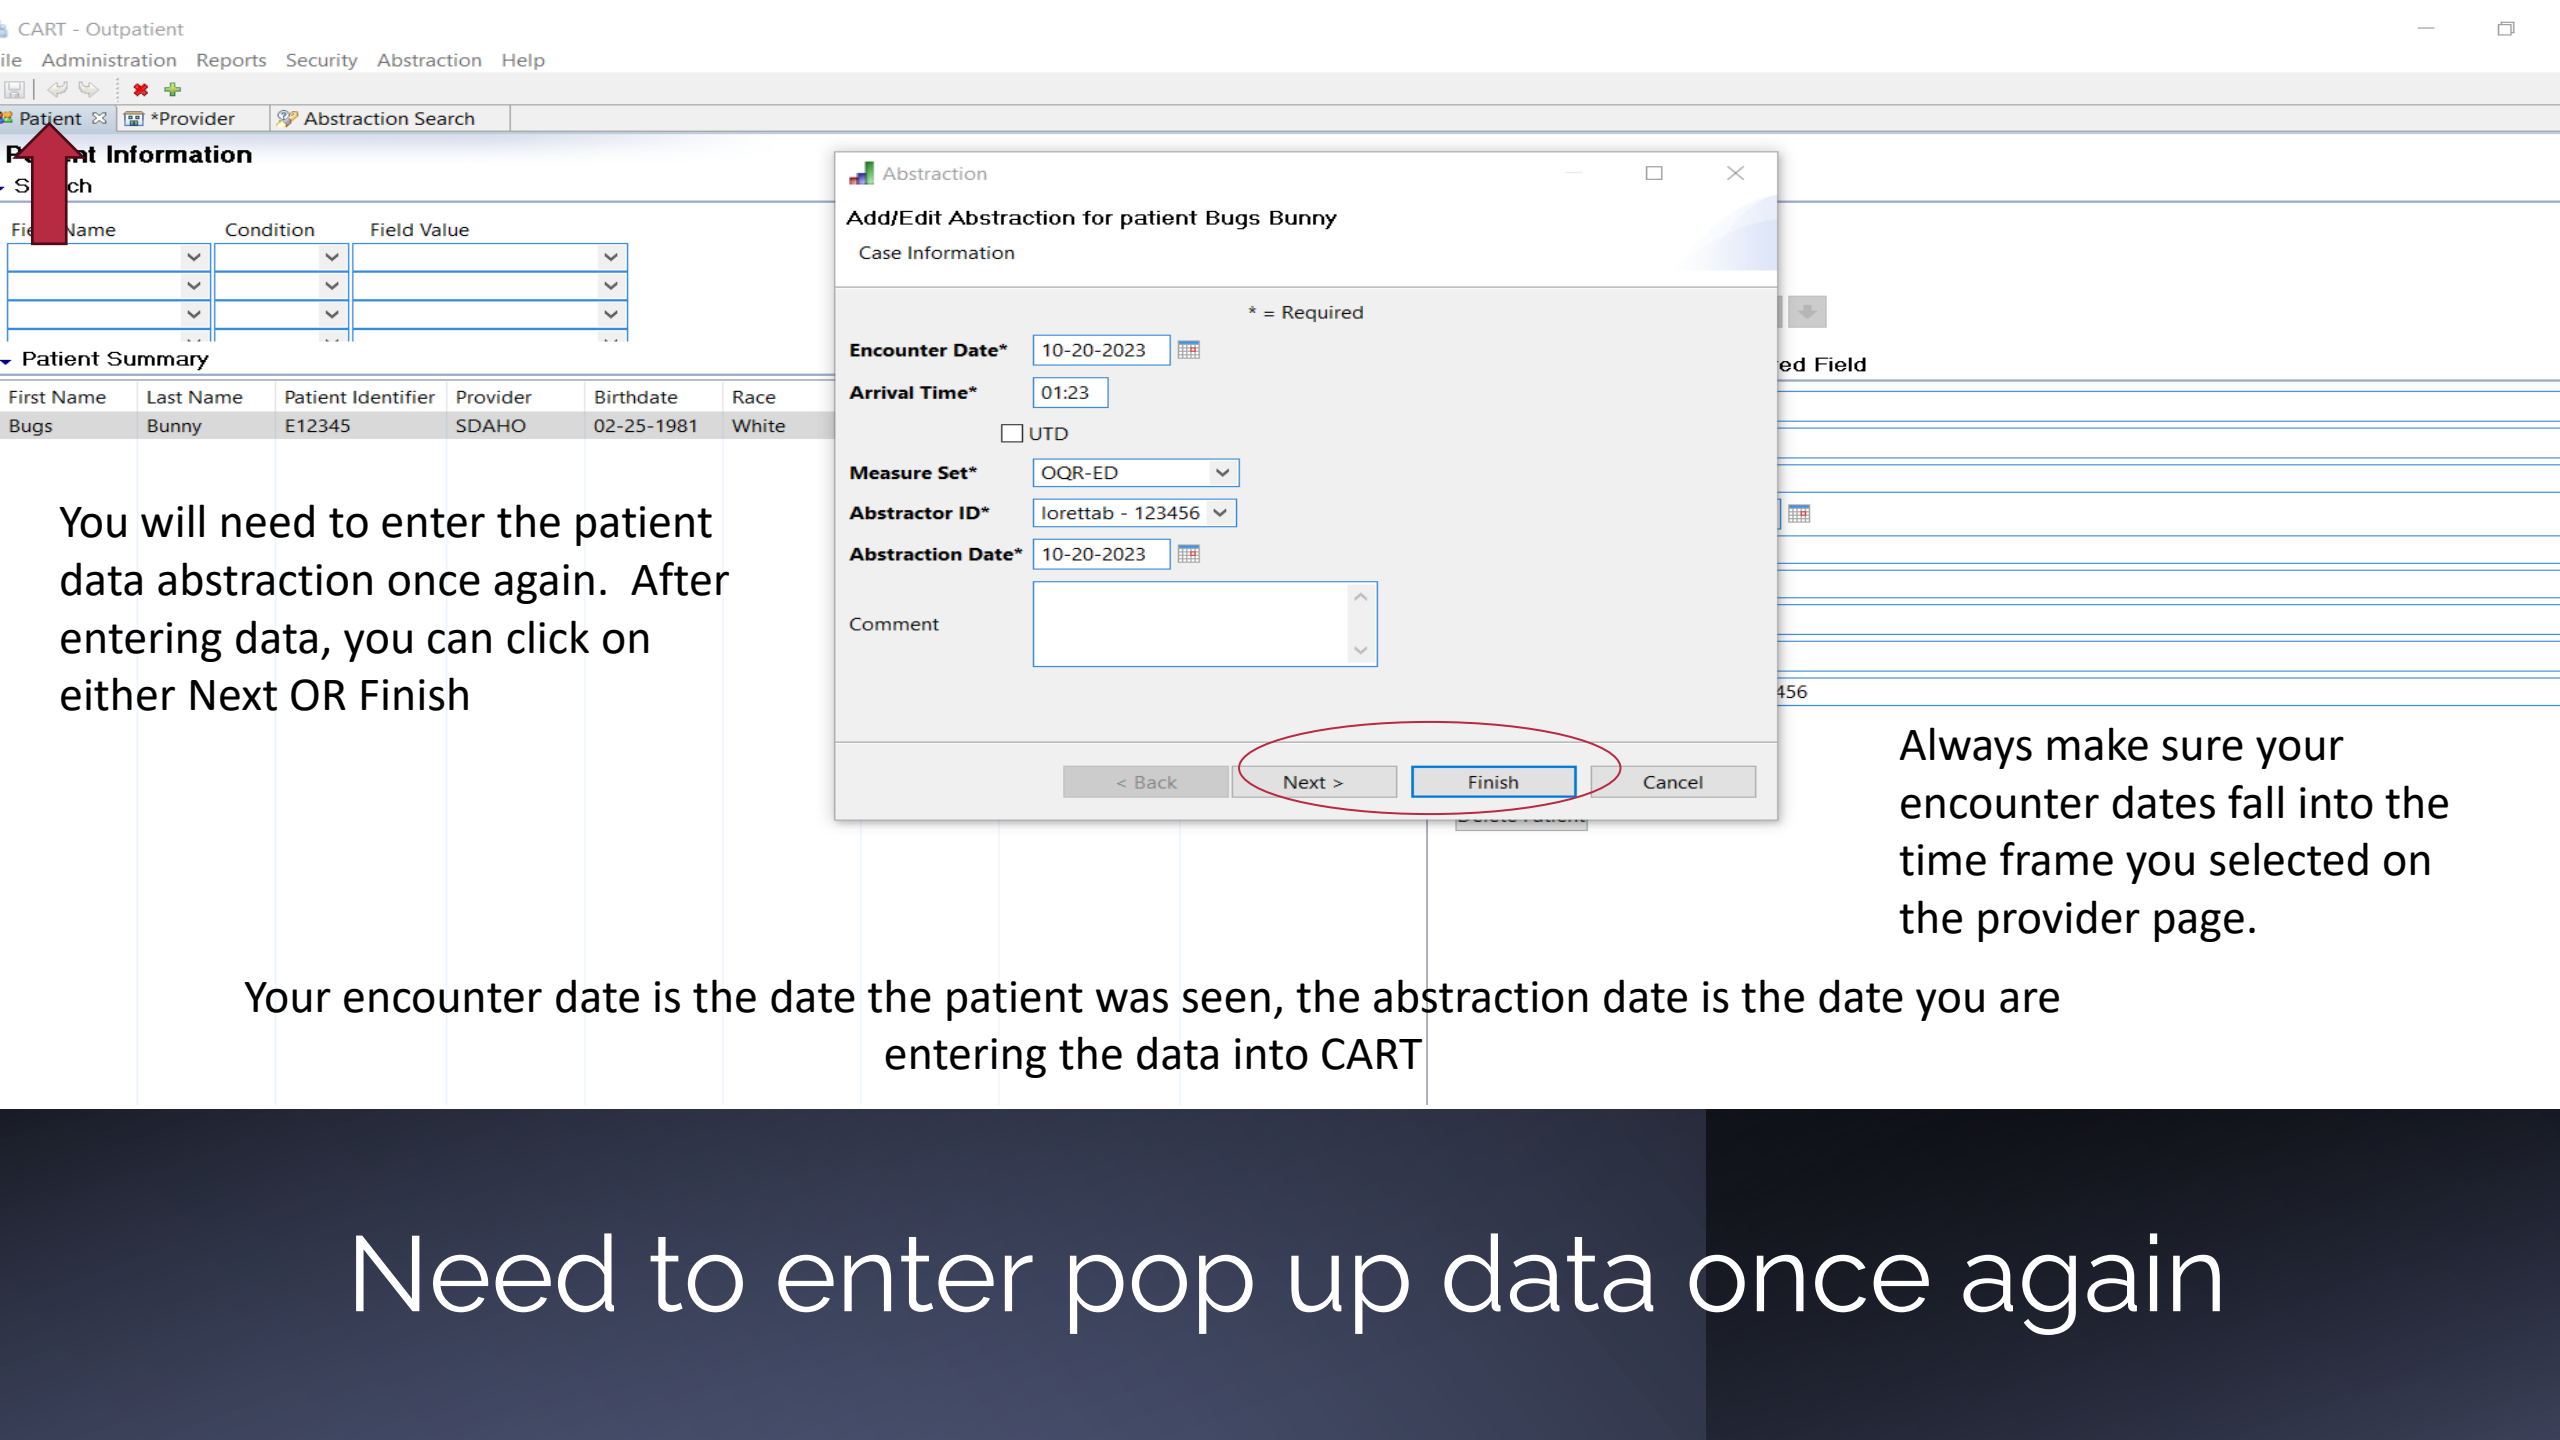 CART - Outpatient
ile Administration Reports Security Abstraction Help
Patient *Provider Abstraction Search
Information
ch
Name Condition Field Value
Patient Summary
First Name Last Name Patient Identifier Provider Birthdate Race
Bugs Bunny E12345 SDAHO 02-25-1981 White
You will need to enter the patient
data abstraction once again.  After
entering data, you can click on
either Next OR Finish
Abstraction
Add/Edit Abstraction for patient Bugs Bunny
Case Information
* = Required
Encounter Date* 10-20-2023
Arrival Time* 01:23
UTD
Measure Set* OQR-ED
Abstractor ID* lorettab - 123456
Abstraction Date* 10-20-2023
Comment
< Back Next > Finish Cancel
ed Field
456
Always make sure your
encounter dates fall into the
time frame you selected on
the provider page.
Your encounter date is the date the patient was seen, the abstraction date is the date you are
entering the data into CART
Need to enter pop up data once again